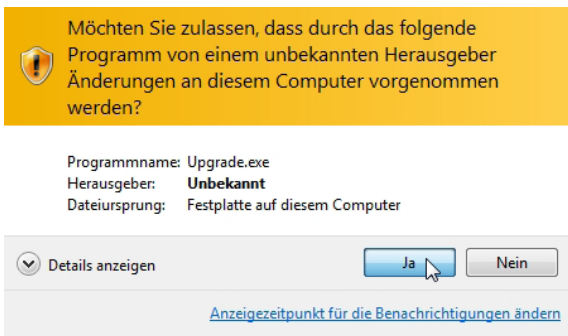 Möchten Sie zulassen, dass durch das folgende
Programm von einem unbekannten Herausgeber
Änderungen an diesem Computer vorgenommen
werden?
Programmname: Upgrade.exe
Herausgeber: Unbekannt
Dateiursprung: Festplatte auf diesem Computer
Details anzeigen
Ja
Nein
Anzeigezeitpunkt für die Benachrichtigungen ändern